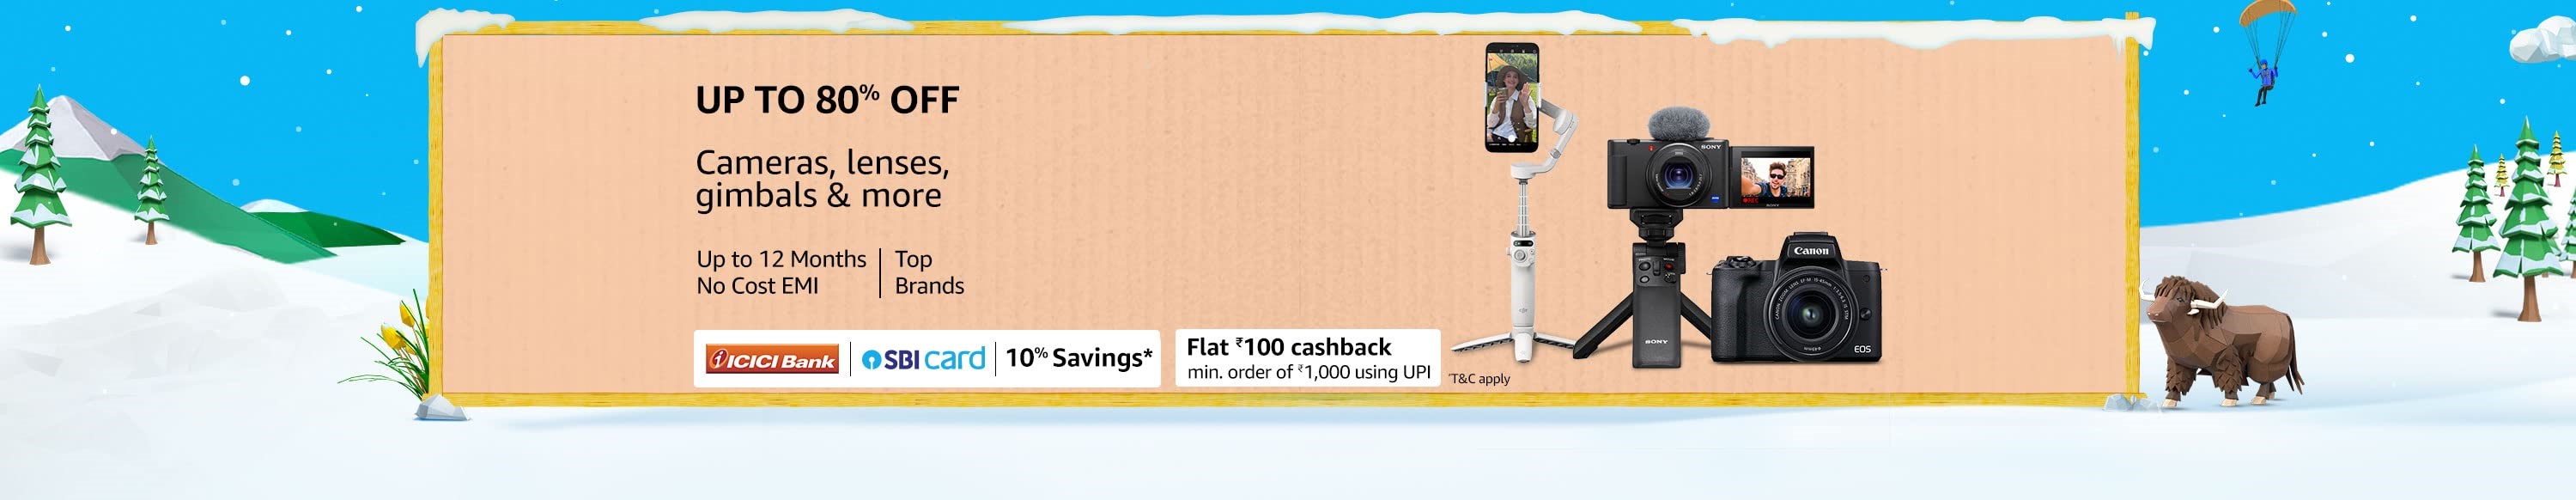 UP TO 80% OFF
Cameras, lenses,
gimbals & more
Up to 12 Months
No Cost EMI
Top
Brands
ICICI Bank
SBI card
10% Savings*
Flat ₹100 cashback
min. order of ₹1,000 using UPI
*T&C apply
SONY
SONY
Canon
EOS